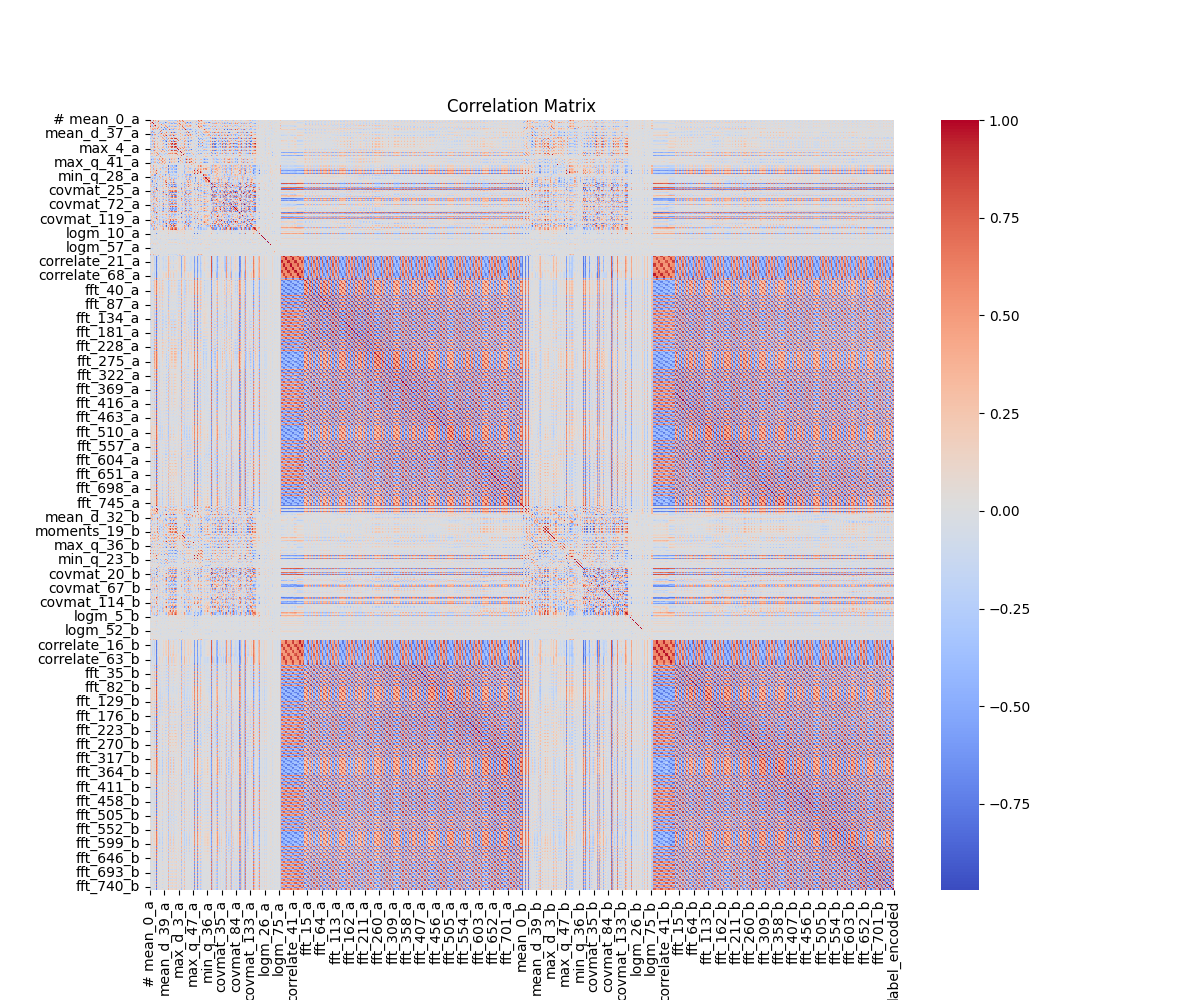 Correlation Matrix
# mean_0_a
mean_d_37_a
max_4_a
max_q_41_a
min_q_28_a
covmat_25_a
covmat_72_a
covmat_119_a
logm_10_a
logm_57_a
correlate_21_a
correlate_68_a
fft_40_a
fft_87_a
fft_134_a
fft_181_a
fft_228_a
fft_275_a
fft_322_a
fft_369_a
fft_416_a
fft_463_a
fft_510_a
fft_557_a
fft_604_a
fft_651_a
fft_698_a
fft_745_a
mean_d_32_b
moments_19_b
max_q_36_b
min_q_23_b
covmat_20_b
covmat_67_b
covmat_114_b
logm_5_b
logm_52_b
correlate_16_b
correlate_63_b
fft_35_b
fft_82_b
fft_129_b
fft_176_b
fft_223_b
fft_270_b
fft_317_b
fft_364_b
fft_411_b
fft_458_b
fft_505_b
fft_552_b
fft_599_b
fft_646_b
fft_693_b
fft_740_b
# mean_0_a
mean_d_39_a
max_d_3_a
max_q_47_a
min_q_36_a
covmat_35_a
covmat_84_a
covmat_133_a
logm_26_a
logm_75_a
correlate_41_a
fft_15_a
fft_64_a
fft_113_a
fft_162_a
fft_211_a
fft_260_a
fft_309_a
fft_358_a
fft_407_a
fft_456_a
fft_505_a
fft_554_a
fft_603_a
fft_652_a
fft_701_a
mean_0_b
mean_d_39_b
max_d_3_b
max_q_47_b
min_q_36_b
covmat_35_b
covmat_84_b
covmat_133_b
logm_26_b
logm_75_b
correlate_41_b
fft_15_b
fft_64_b
fft_113_b
fft_162_b
fft_211_b
fft_260_b
fft_309_b
fft_358_b
fft_407_b
fft_456_b
fft_505_b
fft_554_b
fft_603_b
fft_652_b
fft_701_b
label_encoded
1.00
0.75
0.50
0.25
0.00
−0.25
−0.50
−0.75